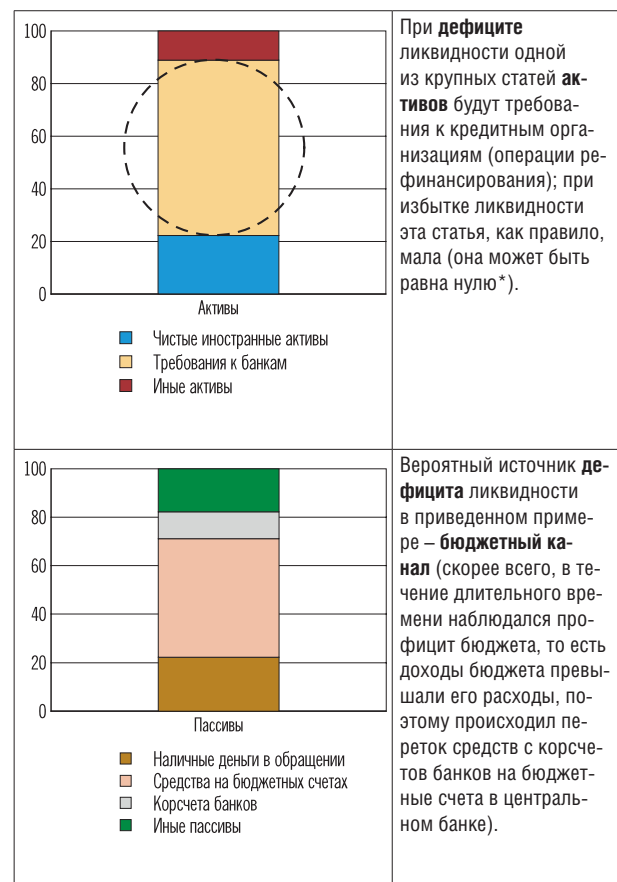 100
80
60
40
20
0
Активы
Чистые иностранные активы
Требования к банкам
Иные активы
При дефиците
ликвидности одной
из крупных статей ак-
тивов будут требова-
ния к кредитным орга-
низациям (операции ре-
финансирования); при
избытке ликвидности
эта статья, как правило,
мала (она может быть
равна нулю*).
100
80
60
40
20
0
Пассивы
Наличные деньги в обращении
Средства на бюджетных счетах
Корсчета банков
Иные пассивы
Вероятный источник де-
фицита ликвидности
в приведенном приме-
ре – бюджетный ка-
нал (скорее всего, в те-
чение длительного вре-
мени наблюдался про-
фицит бюджета, то есть
доходы бюджета превы-
шали его расходы, по-
этому происходил пе-
реток средств с корсче-
тов банков на бюджет-
ные счета в централь-
ном банке).